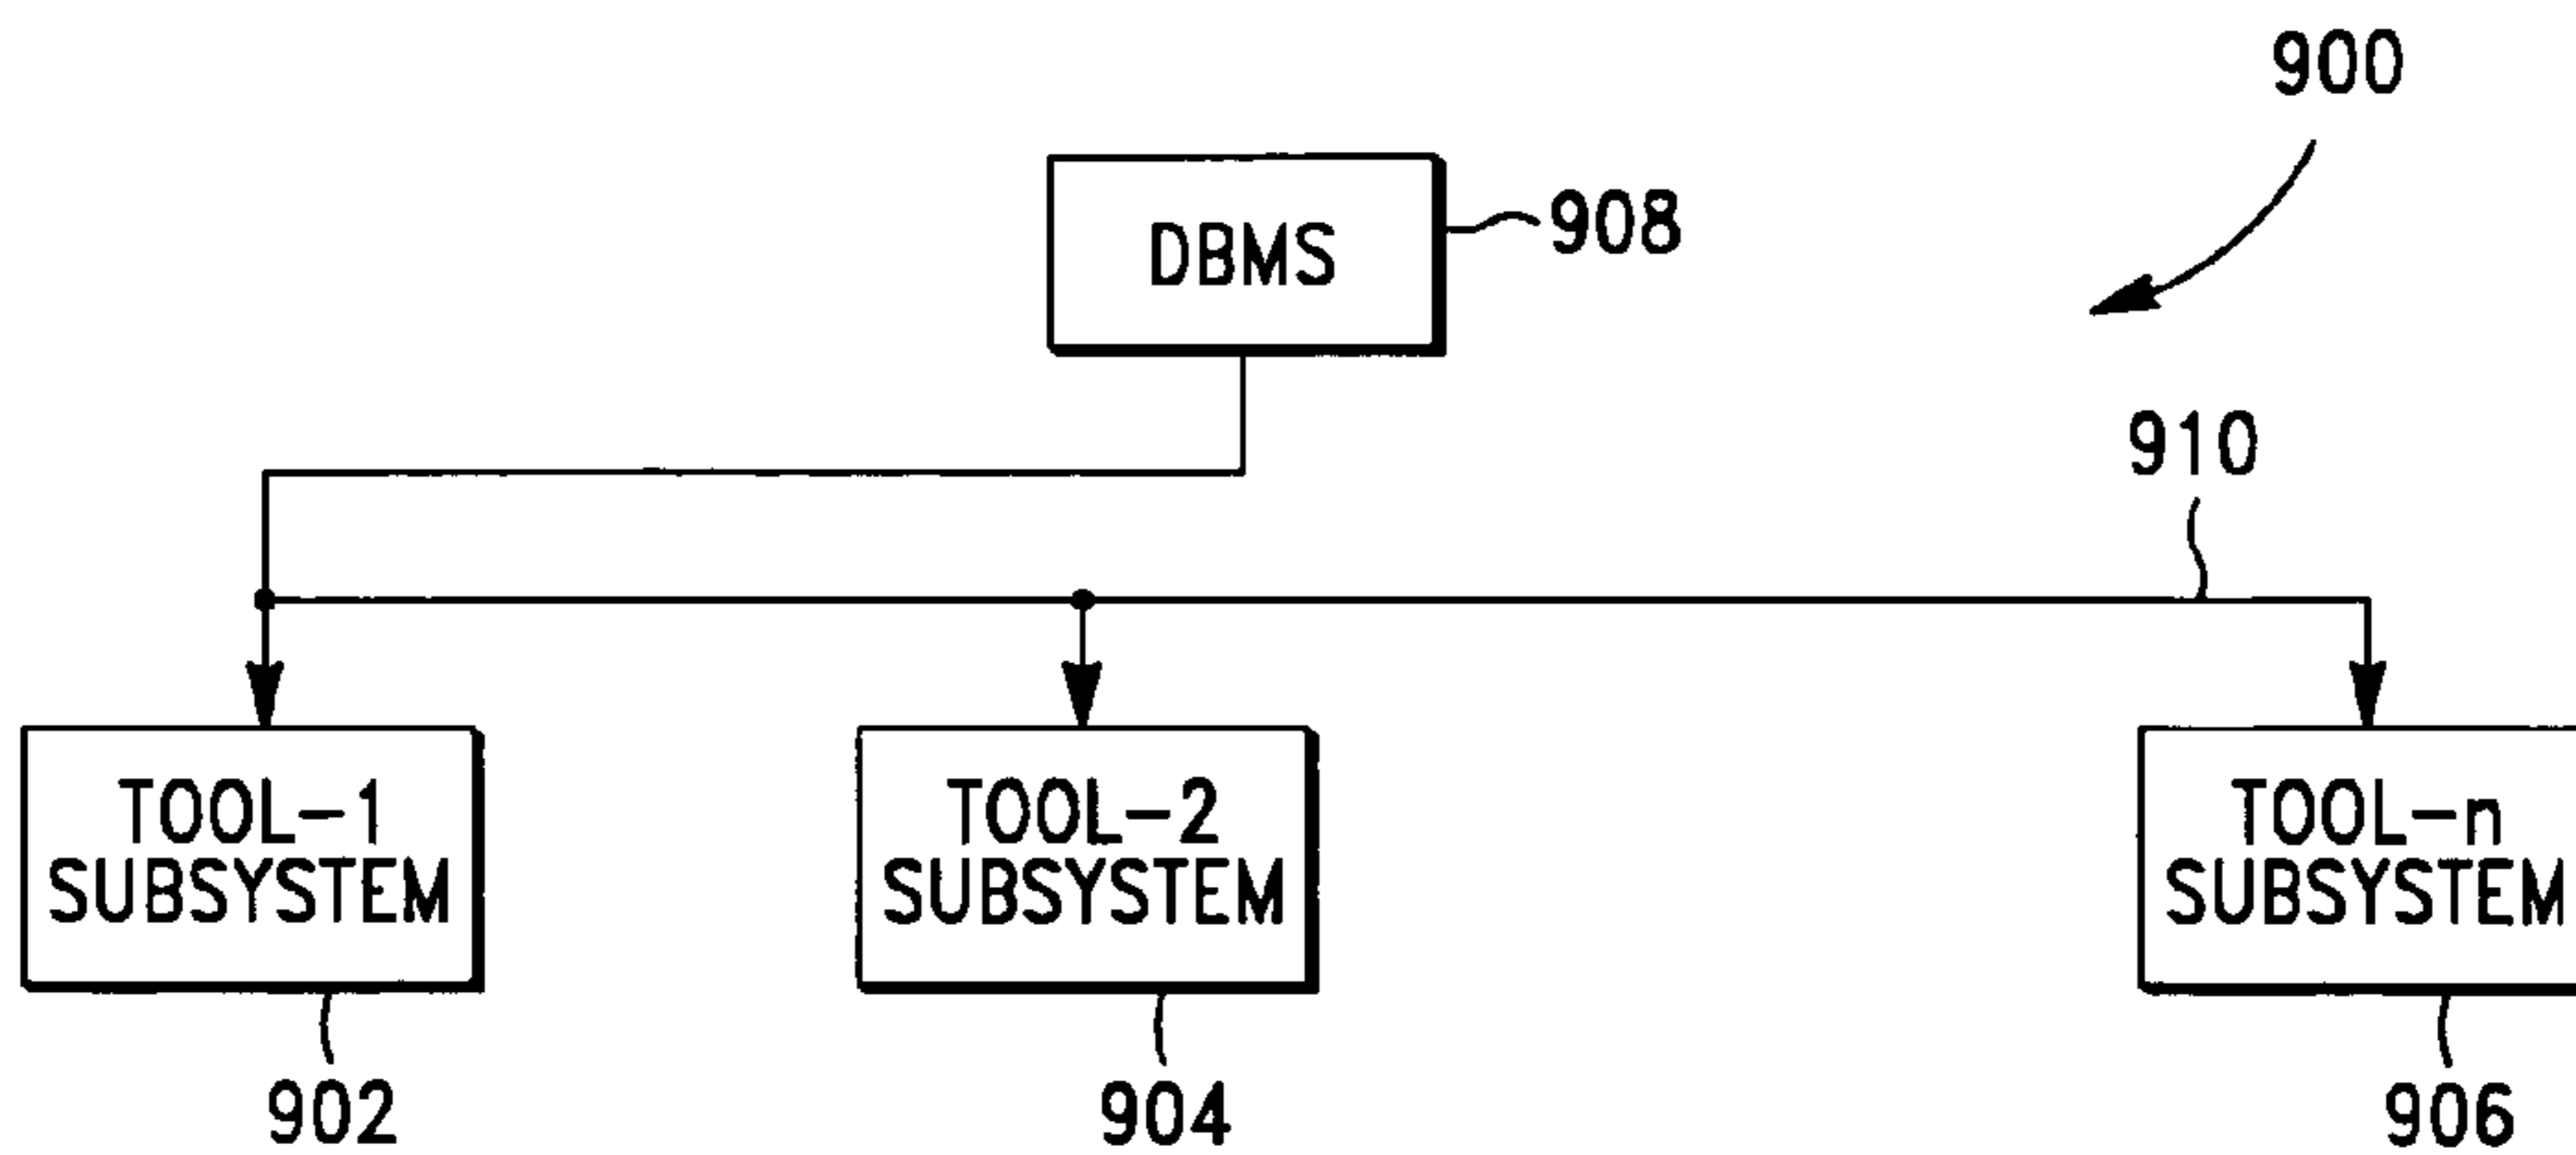 900
DBMS
908
910
TOOL-1
SUBSYSTEM
TOOL-2
SUBSYSTEM
TOOL-n
SUBSYSTEM
902
904
906